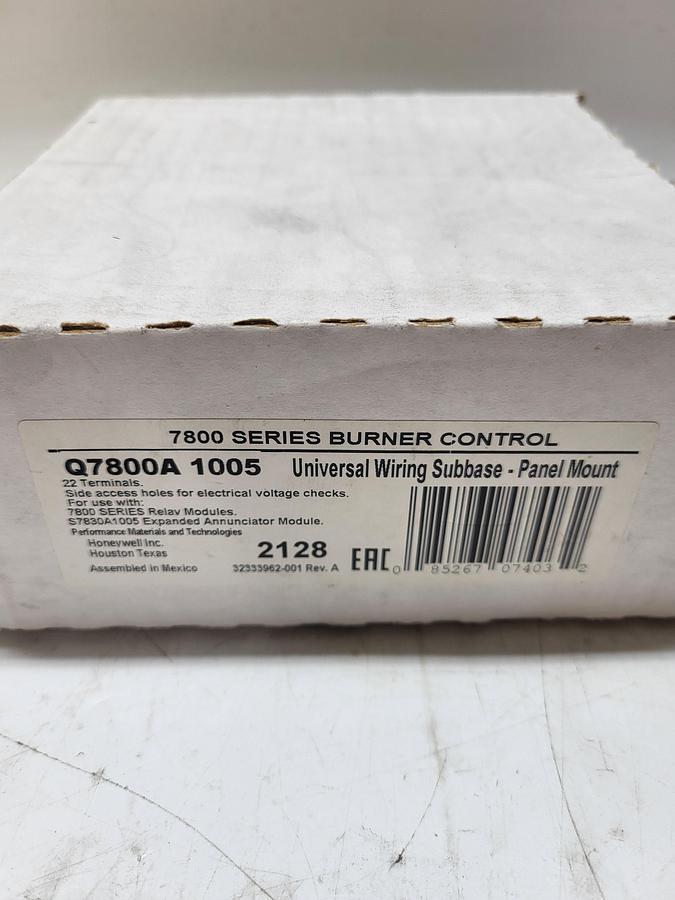 7800 SERIES BURNER CONTROL
Q7800A 1005 Universal Wiring Subbase - Panel Mount
22 Terminals.
Side access holes for electrical voltage checks.
For use with:
7800 SERIES Relay Modules.
S7830A1005 Expanded Annunciator Module.
Performance Materials and Technologies
Honeywell Inc.
Houston Texas
2128
EAC
Assembled in Mexico
32333962-001 Rev. A
0 85267 07403 2